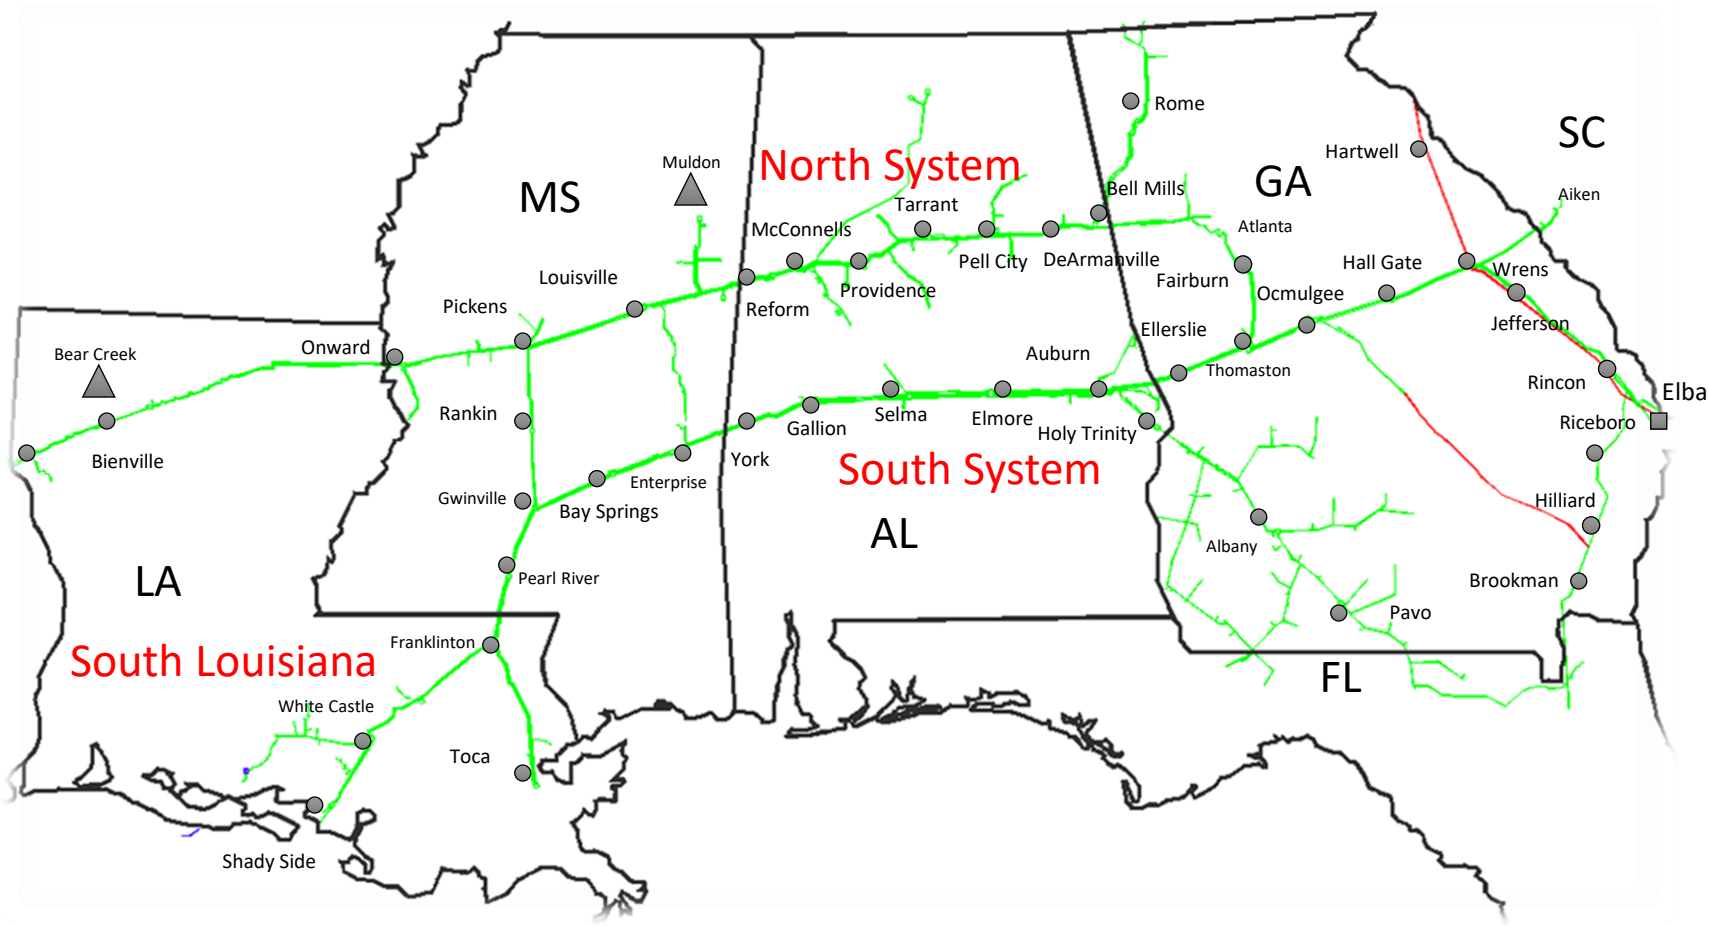 Rome
SC
Hartwell
Muldon
North System
GA
MS
Bell Mills
Aiken
Tarrant
McConnells
Atlanta
Pell City
DeArmanville
Hall Gate
Wrens
Louisville
Providence
Fairburn
Ocmulgee
Pickens
Reform
Jefferson
Ellerslie
Onward
Auburn
Bear Creek
Thomaston
Rincon
Elba
Rankin
Selma
Elmore
Riceboro
Gallion
Holy Trinity
Bienville
York
South System
Enterprise
Gwinville
Bay Springs
Hilliard
AL
Albany
Pearl River
LA
Brookman
Pavo
Franklinton
South Louisiana
FL
White Castle
Toca
Shady Side